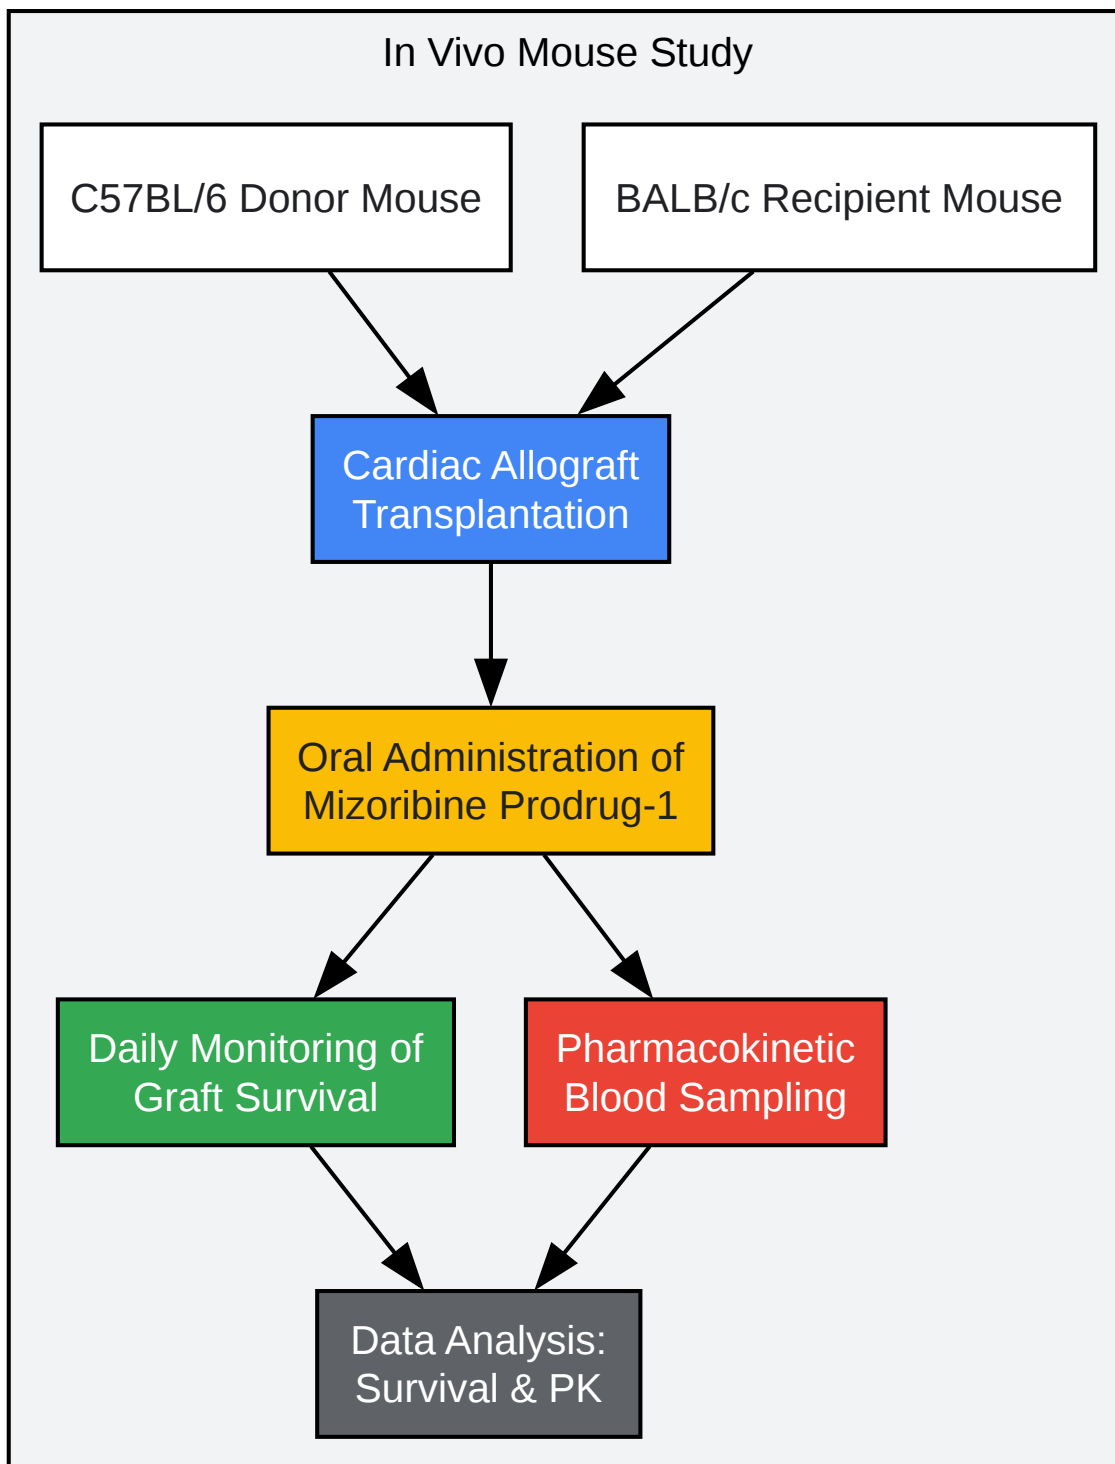 In Vivo Mouse Study
C57BL/6 Donor Mouse
BALB/c Recipient Mouse
Cardiac Allograft
Transplantation
Oral Administration of
Mizoribine Prodrug-1
Daily Monitoring of
Graft Survival
Pharmacokinetic
Blood Sampling
Data Analysis:
Survival & PK